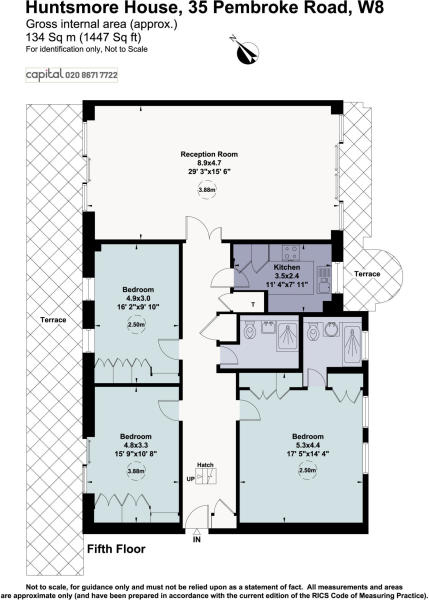 Huntsmore House, 35 Pembroke Road, W8
Gross internal area (approx.)
134 Sq m (1447 Sq ft)
For identification only, Not to Scale
capital 020 8671 7722
N
Reception Room
8.9x4.7
29' 3"x15' 6"
3.88m
Kitchen
3.5x2.4
11' 4"x7' 11"
Terrace
Bedroom
4.9x3.0
16' 2"x9' 10"
2.50m
T
Terrace
Bedroom
4.8x3.3
15' 9"x10' 8"
3.88m
Bedroom
5.3x4.4
17' 5"x14' 4"
2.50m
Hatch
UP
IN
Fifth Floor
Not to scale, for guidance only and must not be relied upon as a statement of fact. All measurements and areas
are approximate only (and have been prepared in accordance with the current edition of the RICS Code of Measuring Practice).